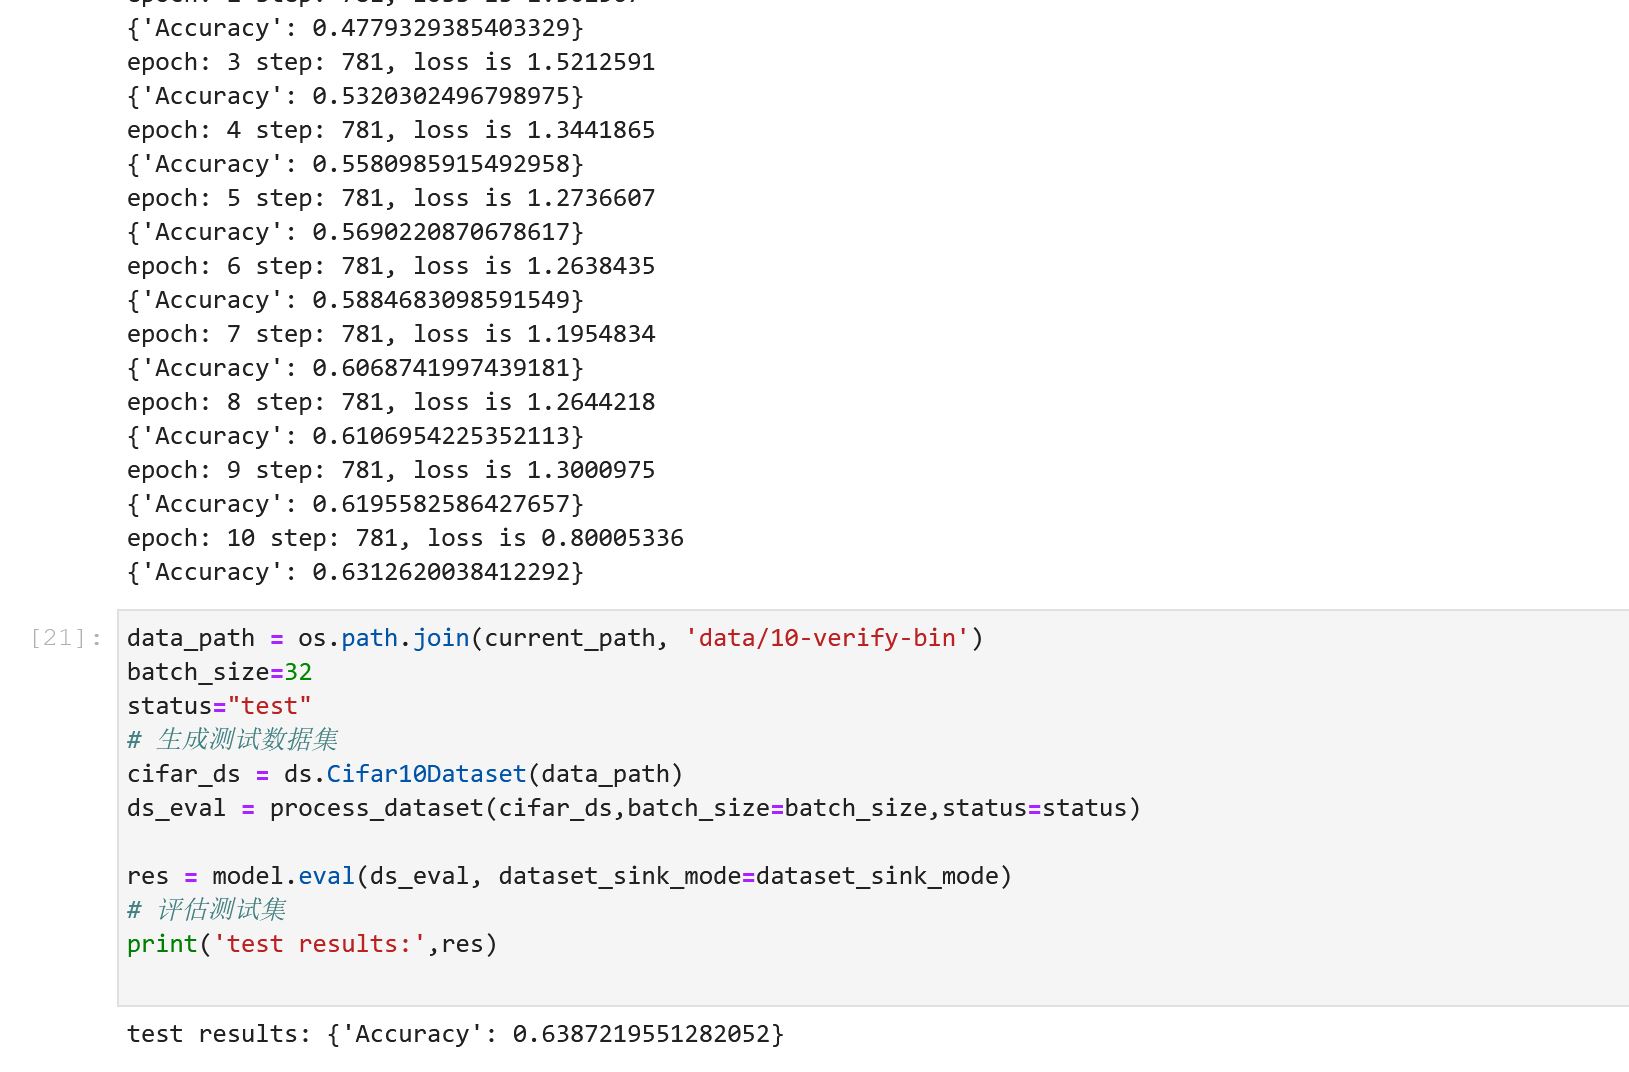 {'Accuracy': 0.4779329385403329}
epoch: 3 step: 781, loss is 1.5212591
{'Accuracy': 0.5320302496798975}
epoch: 4 step: 781, loss is 1.3441865
{'Accuracy': 0.5580985915492958}
epoch: 5 step: 781, loss is 1.2736607
{'Accuracy': 0.5690220870678617}
epoch: 6 step: 781, loss is 1.2638435
{'Accuracy': 0.5884683098591549}
epoch: 7 step: 781, loss is 1.1954834
{'Accuracy': 0.6068741997439181}
epoch: 8 step: 781, loss is 1.2644218
{'Accuracy': 0.6106954225352113}
epoch: 9 step: 781, loss is 1.3000975
{'Accuracy': 0.6195582586427657}
epoch: 10 step: 781, loss is 0.80005336
{'Accuracy': 0.6312620038412292}
[21]: data_path = os.path.join(current_path, 'data/10-verify-bin')
batch_size=32
status="test"
# 生成测试数据集
cifar_ds = ds.Cifar10Dataset(data_path)
ds_eval = process_dataset(cifar_ds,batch_size=batch_size,status=status)
res = model.eval(ds_eval, dataset_sink_mode=dataset_sink_mode)
# 评估测试集
print('test results:',res)
test results: {'Accuracy': 0.6387219551282052}